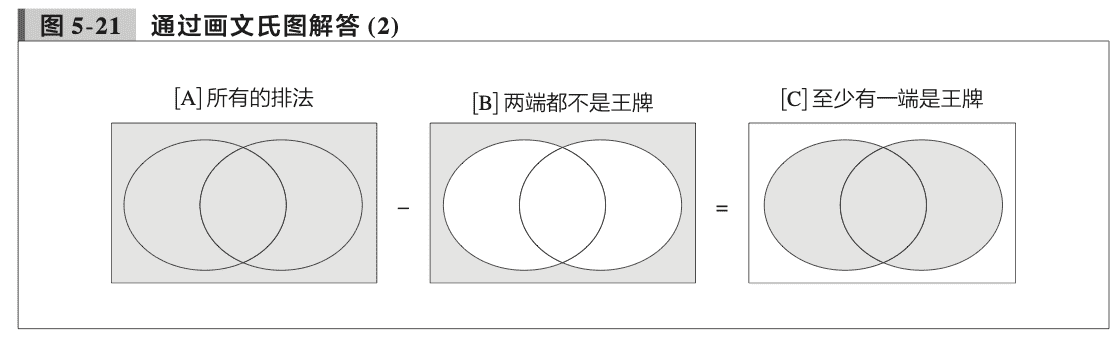 图 5-21 通过画文氏图解答 (2)
[A] 所有的排法
[B] 两端都不是王牌
[C] 至少有一端是王牌
− =